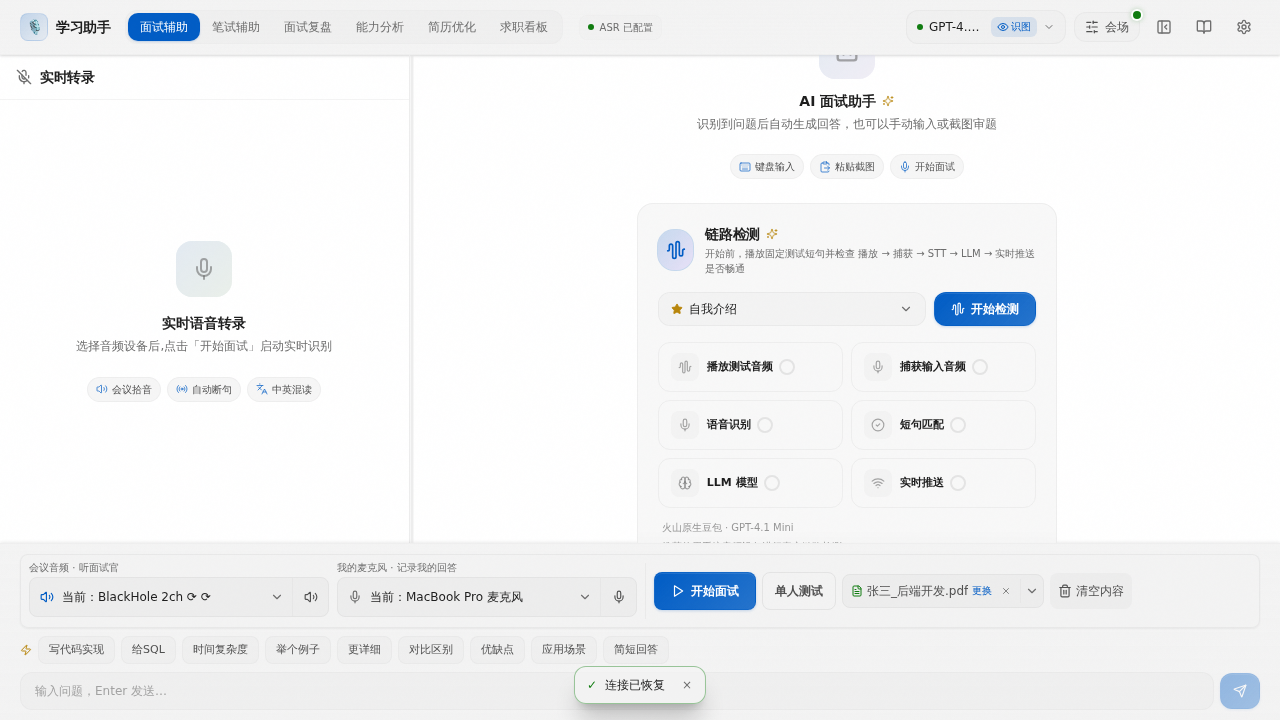 学习助手
面试辅助
笔试辅助
面试复盘
能力分析
简历优化
求职看板
ASR 已配置
GPT-4.…
识图
会场
实时转录
AI 面试助手
识别到问题后自动生成回答，也可以手动输入或截图审题
键盘输入
粘贴截图
开始面试
链路检测
开始前，播放固定测试短句并检查 播放 → 捕获 → STT → LLM → 实时推送
是否畅通
自我介绍
开始检测
播放测试音频
捕获输入音频
语音识别
短句匹配
LLM 模型
实时推送
火山原生豆包 · GPT-4.1 Mini
实时语音转录
选择音频设备后,点击「开始面试」启动实时识别
会议拾音
自动断句
中英混读
会议音频 · 听面试官
当前：BlackHole 2ch ⟳ ⟳
我的麦克风 · 记录我的回答
当前：MacBook Pro 麦克风
开始面试
单人测试
张三_后端开发.pdf
更换
清空内容
写代码实现
给SQL
时间复杂度
举个例子
更详细
对比区别
优缺点
应用场景
简短回答
✓ 连接已恢复
输入问题，Enter 发送...